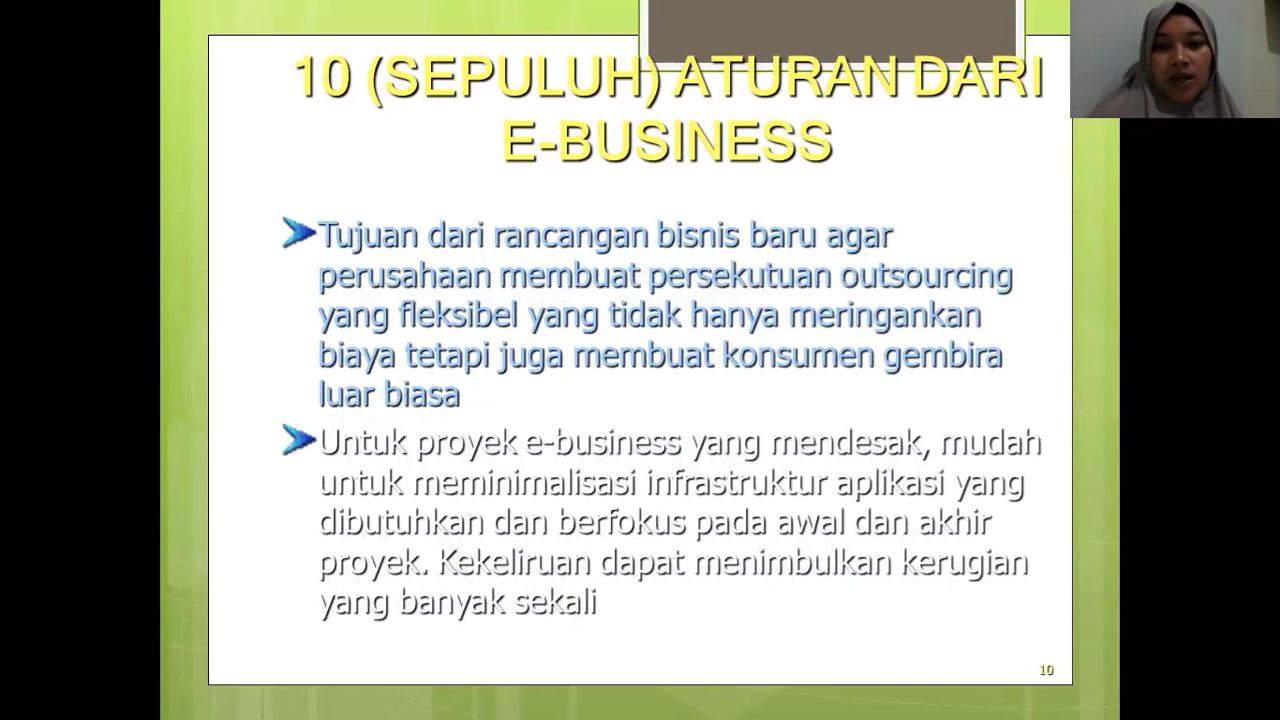 10 (SEPULUH) ATURAN DARI
E-BUSINESS
Tujuan dari rancangan bisnis baru agar
perusahaan membuat persekutuan outsourcing
yang fleksibel yang tidak hanya meringankan
biaya tetapi juga membuat konsumen gembira
luar biasa
Untuk proyek e-business yang mendesak, mudah
untuk meminimalisasi infrastruktur aplikasi yang
dibutuhkan dan berfokus pada awal dan akhir
proyek. Kekeliruan dapat menimbulkan kerugian
yang banyak sekali
10